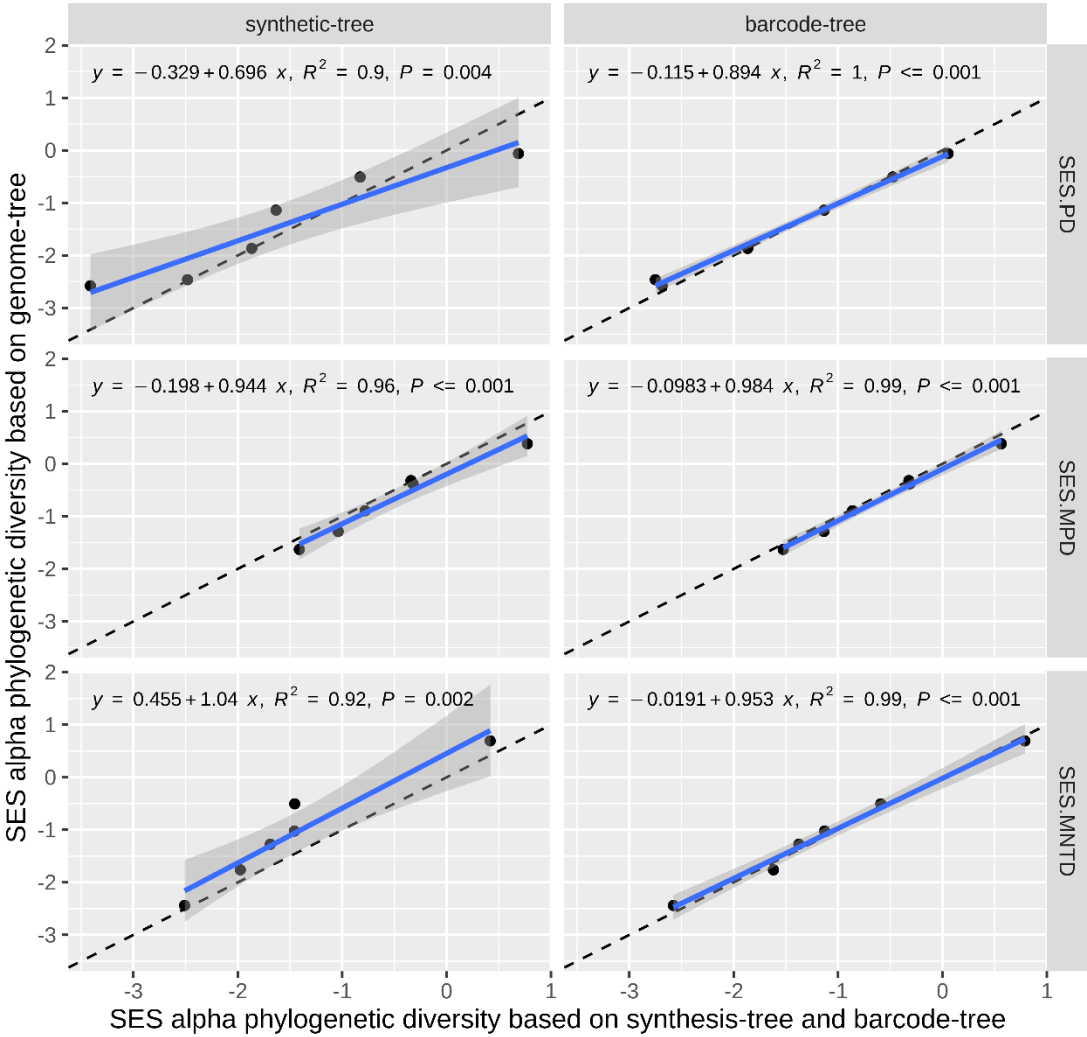 synthetic-tree
barcode-tree
y = −0.329 + 0.696 x, R² = 0.9, P = 0.004
y = −0.115 + 0.894 x, R² = 1, P <= 0.001
2
1
0
-1
-2
-3
SES.PD
y = −0.198 + 0.944 x, R² = 0.96, P <= 0.001
y = −0.0983 + 0.984 x, R² = 0.99, P <= 0.001
2
1
0
-1
-2
-3
SES.MPD
y = 0.455 + 1.04 x, R² = 0.92, P = 0.002
y = −0.0191 + 0.953 x, R² = 0.99, P <= 0.001
2
1
0
-1
-2
-3
SES.MNTD
SES alpha phylogenetic diversity based on genome-tree
-3 -2 -1 0 1
-3 -2 -1 0 1
SES alpha phylogenetic diversity based on synthesis-tree and barcode-tree